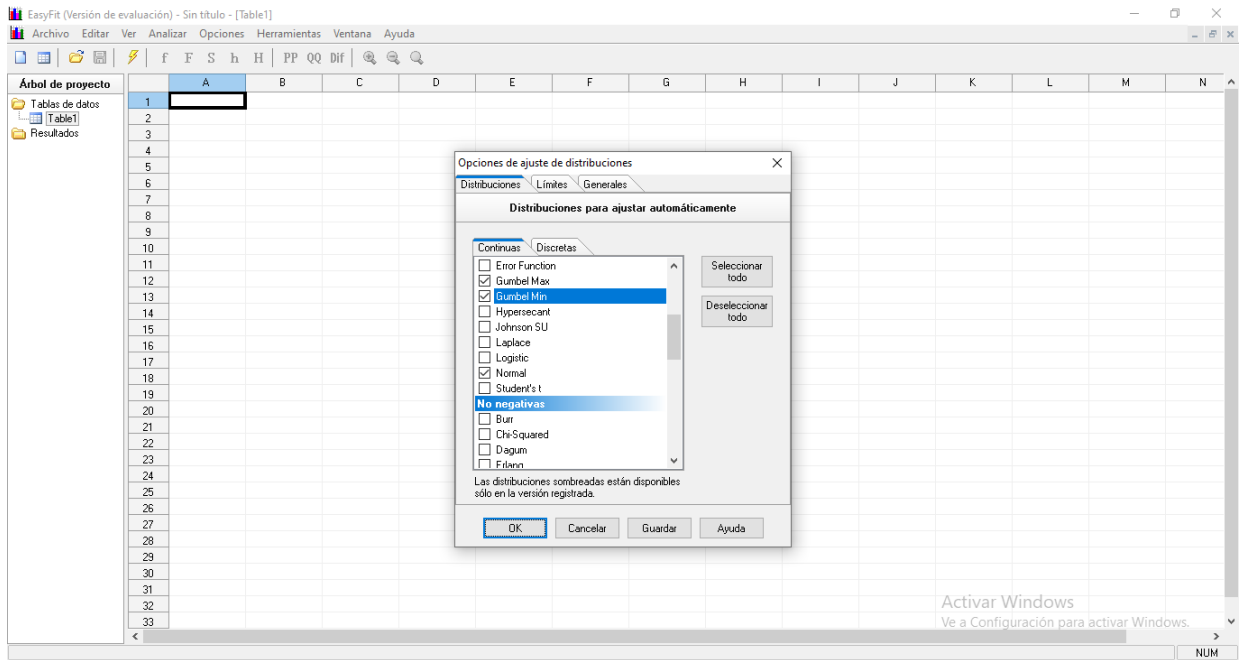 EasyFit (Versión de evaluación) - Sin título - [Table1]
Archivo Editar Ver Analizar Opciones Herramientas Ventana Ayuda
f F S h H PP QQ Dif
Árbol de proyecto
Tablas de datos
Table1
Resultados
A B C D E F G H I J K L M N
1
2
3
4
5
6
7
8
9
10
11
12
13
14
15
16
17
18
19
20
21
22
23
24
25
26
27
28
29
30
31
32
33
Opciones de ajuste de distribuciones
Distribuciones Límites Generales
Distribuciones para ajustar automáticamente
Continuas Discretas
Error Function
Gumbel Max
Gumbel Min
Hypersecant
Johnson SU
Laplace
Logistic
Normal
Student's t
No negativas
Burr
Chi-Squared
Dagum
Erlang
Seleccionar
todo
Deseleccionar
todo
Las distribuciones sombreadas están disponibles
sólo en la versión registrada.
OK Cancelar Guardar Ayuda
Activar Windows
Ve a Configuración para activar Windows.
NUM